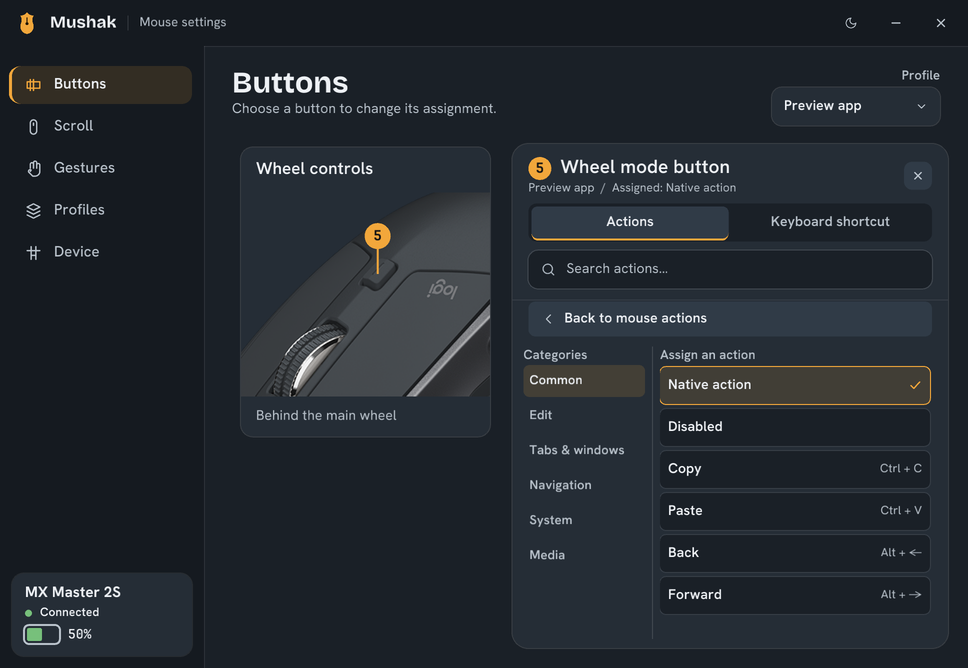 Mushak
Mouse settings
Buttons
Scroll
Gestures
Profiles
Device
MX Master 2S
Connected
50%
Buttons
Choose a button to change its assignment.
Profile
Preview app
Wheel controls
5
logi
Behind the main wheel
5 Wheel mode button
Preview app / Assigned: Native action
Actions
Keyboard shortcut
Search actions...
Back to mouse actions
Categories
Common
Edit
Tabs & windows
Navigation
System
Media
Assign an action
Native action
Disabled
Copy Ctrl + C
Paste Ctrl + V
Back Alt + ←
Forward Alt + →